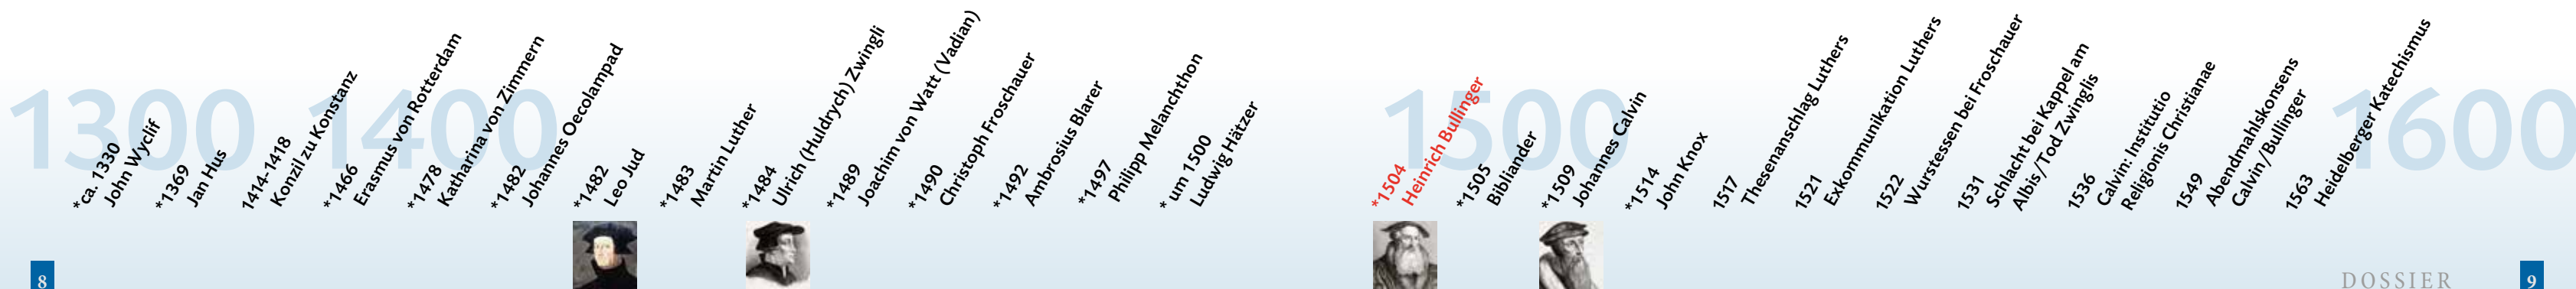 1300
1400
1500
1600
*ca. 1330
John Wyclif
*1369
Jan Hus
1414-1418
Konzil zu Konstanz
*1466
Erasmus von Rotterdam
*1478
Katharina von Zimmern
*1482
Johannes Oecolampad
*1482
Leo Jud
*1483
Martin Luther
*1484
Ulrich (Huldrych) Zwingli
*1489
Joachim von Watt (Vadian)
*1490
Christoph Froschauer
*1492
Ambrosius Blarer
*1497
Philipp Melanchthon
* um 1500
Ludwig Hätzer
*1504
Heinrich Bullinger
*1505
Bibliander
*1509
Johannes Calvin
*1514
John Knox
1517
Thesenanschlag Luthers
1521
Exkommunikation Luthers
1522
Wurstessen bei Froschauer
1531
Schlacht bei Kappel am
Albis/Tod Zwinglis
1536
Calvin: Institutio
Religionis Christianae
1549
Abendmahlskonsens
Calvin/Bullinger
1563
Heidelberger Katechismus
8
DOSSIER
9